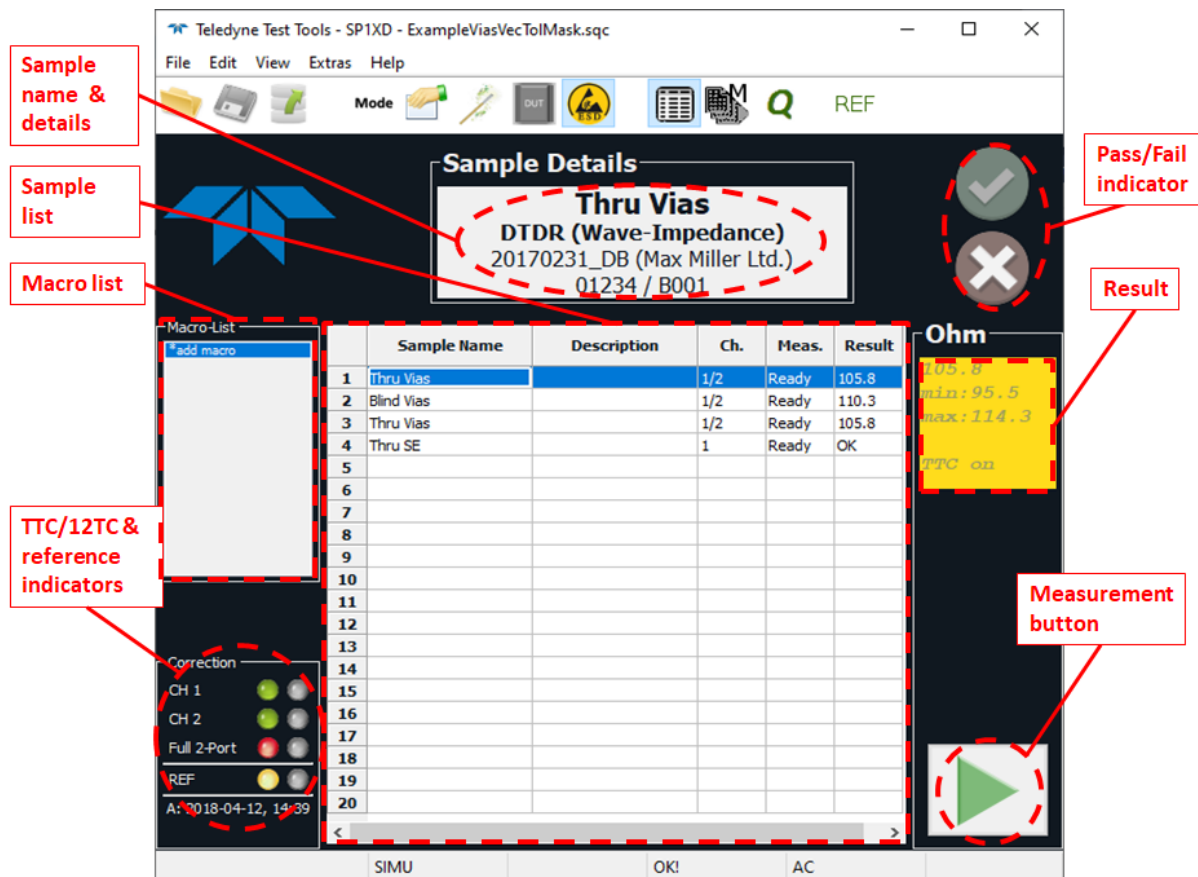 Teledyne Test Tools - SP1XD - ExampleViasVecTolMask.sqc
File Edit View Extras Help
Sample
name &
details
Mode
DUT
ESD
M
Q
REF
Sample
list
Macro list
TTC/12TC &
reference
indicators
Pass/Fail
indicator
Result
Measurement
button
Sample Details
Thru Vias
DTDR (Wave-Impedance)
20170231_DB (Max Miller Ltd.)
01234 / B001
Macro-List
*add macro
Sample Name Description Ch. Meas. Result
1 Thru Vias 1/2 Ready 105.8
2 Blind Vias 1/2 Ready 110.3
3 Thru Vias 1/2 Ready 105.8
4 Thru SE 1 Ready OK
5
6
7
8
9
10
11
12
13
14
15
16
17
18
19
20
Ohm
105.8
min:95.5
max:114.3
TTC on
Correction
CH 1
CH 2
Full 2-Port
REF
A: 2018-04-12, 14:39
SIMU OK! AC